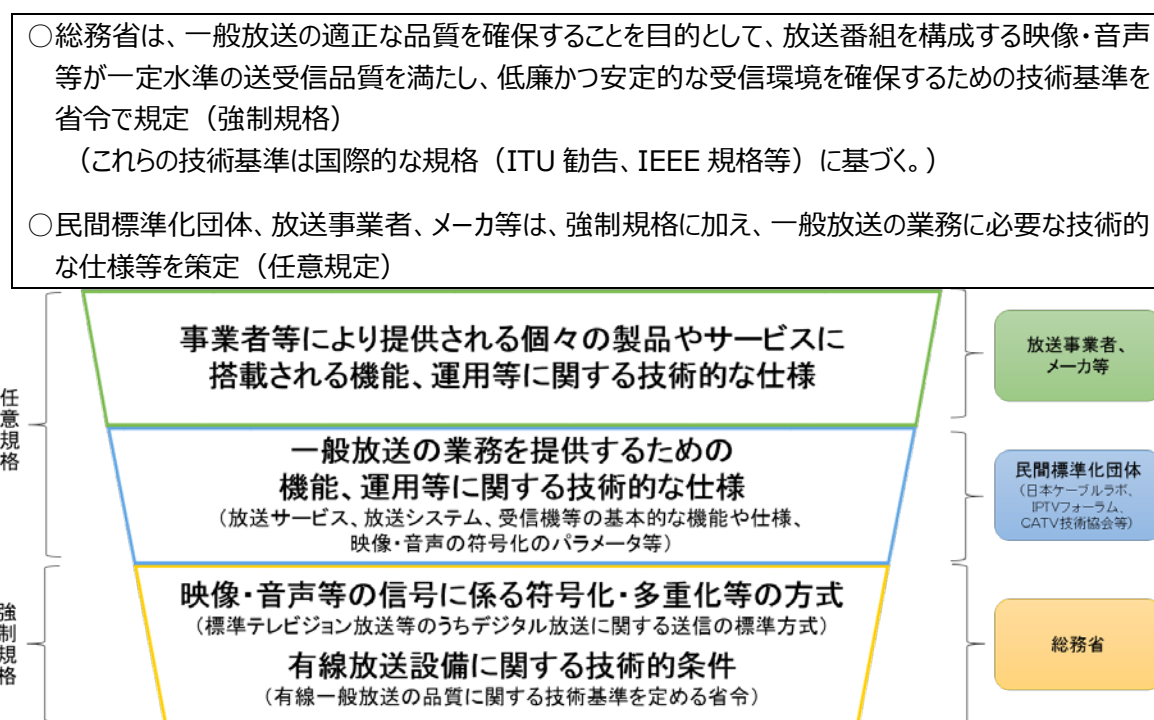 ○総務省は、一般放送の適正な品質を確保することを目的として、放送番組を構成する映像・音声
等が一定水準の送受信品質を満たし、低廉かつ安定的な受信環境を確保するための技術基準を
省令で規定（強制規格）
（これらの技術基準は国際的な規格（ITU 勧告、IEEE 規格等）に基づく。）
○民間標準化団体、放送事業者、メーカ等は、強制規格に加え、一般放送の業務に必要な技術的
な仕様等を策定（任意規定）
任意規格
事業者等により提供される個々の製品やサービスに
搭載される機能、運用等に関する技術的な仕様
放送事業者、
メーカ等
一般放送の業務を提供するための
機能、運用等に関する技術的な仕様
（放送サービス、放送システム、受信機等の基本的な機能や仕様、
映像・音声の符号化のパラメータ等）
民間標準化団体
（日本ケーブルラボ、
IPTVフォーラム、
CATV技術協会等）
強制規格
映像・音声等の信号に係る符号化・多重化等の方式
（標準テレビジョン放送等のうちデジタル放送に関する送信の標準方式）
有線放送設備に関する技術的条件
（有線一般放送の品質に関する技術基準を定める省令）
総務省